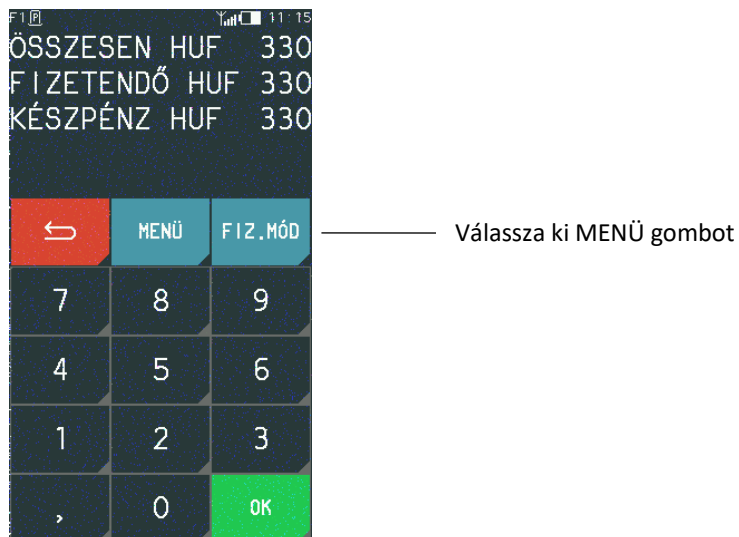 F1 P 11:15
ÖSSZESEN HUF 330
FIZETENDŐ HUF 330
KÉSZPÉNZ HUF 330
MENÜ FIZ.MÓD Válassza ki MENÜ gombot
7 8 9
4 5 6
1 2 3
, 0 OK